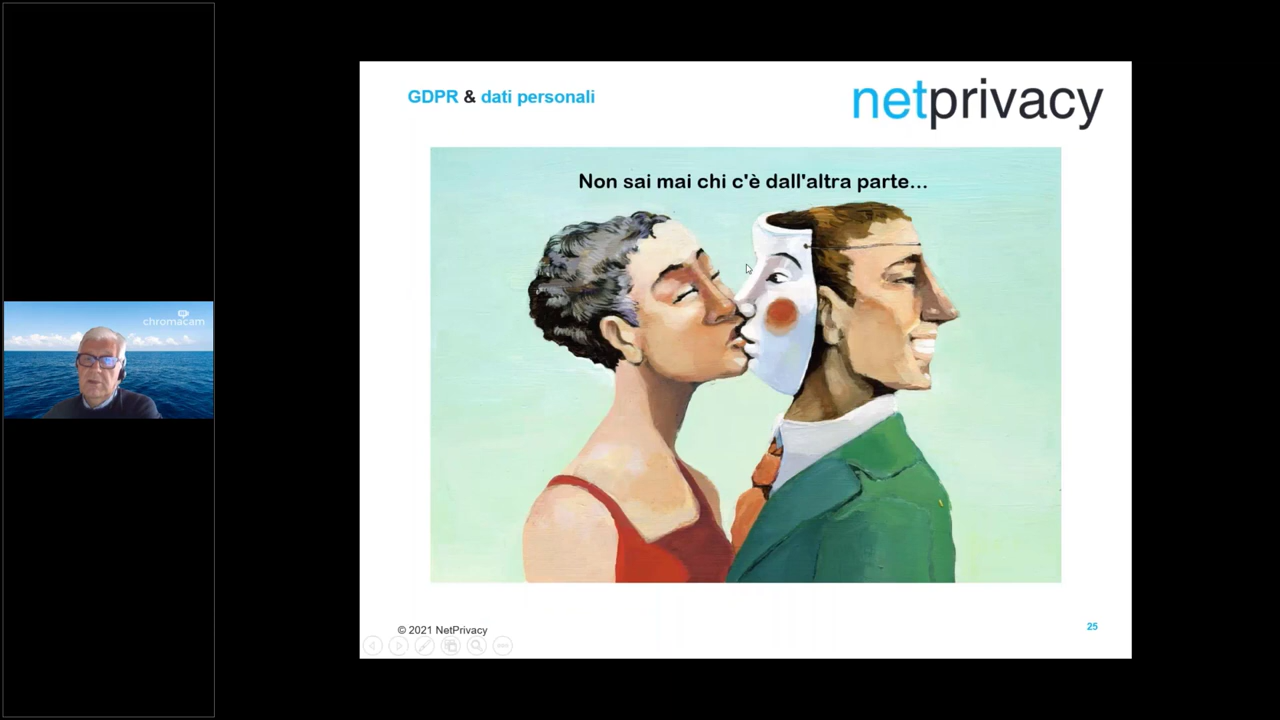 GDPR & dati personali
netprivacy
Non sai mai chi c'è dall'altra parte...
chromacam
© 2021 NetPrivacy
25